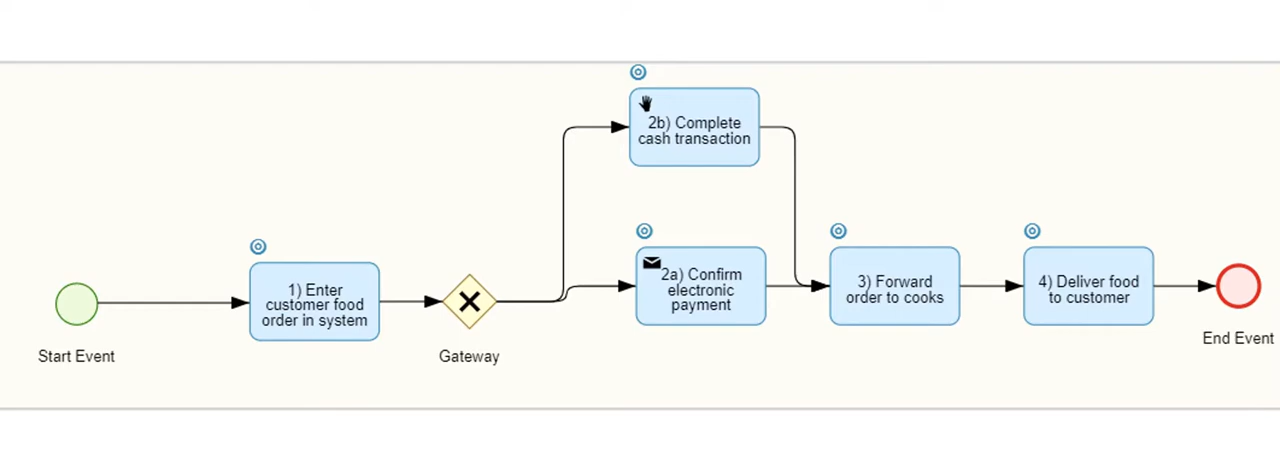 2b) Complete
cash transaction
1) Enter
customer food
order in system
2a) Confirm
electronic
payment
3) Forward
order to cooks
4) Deliver food
to customer
Start Event
Gateway
End Event